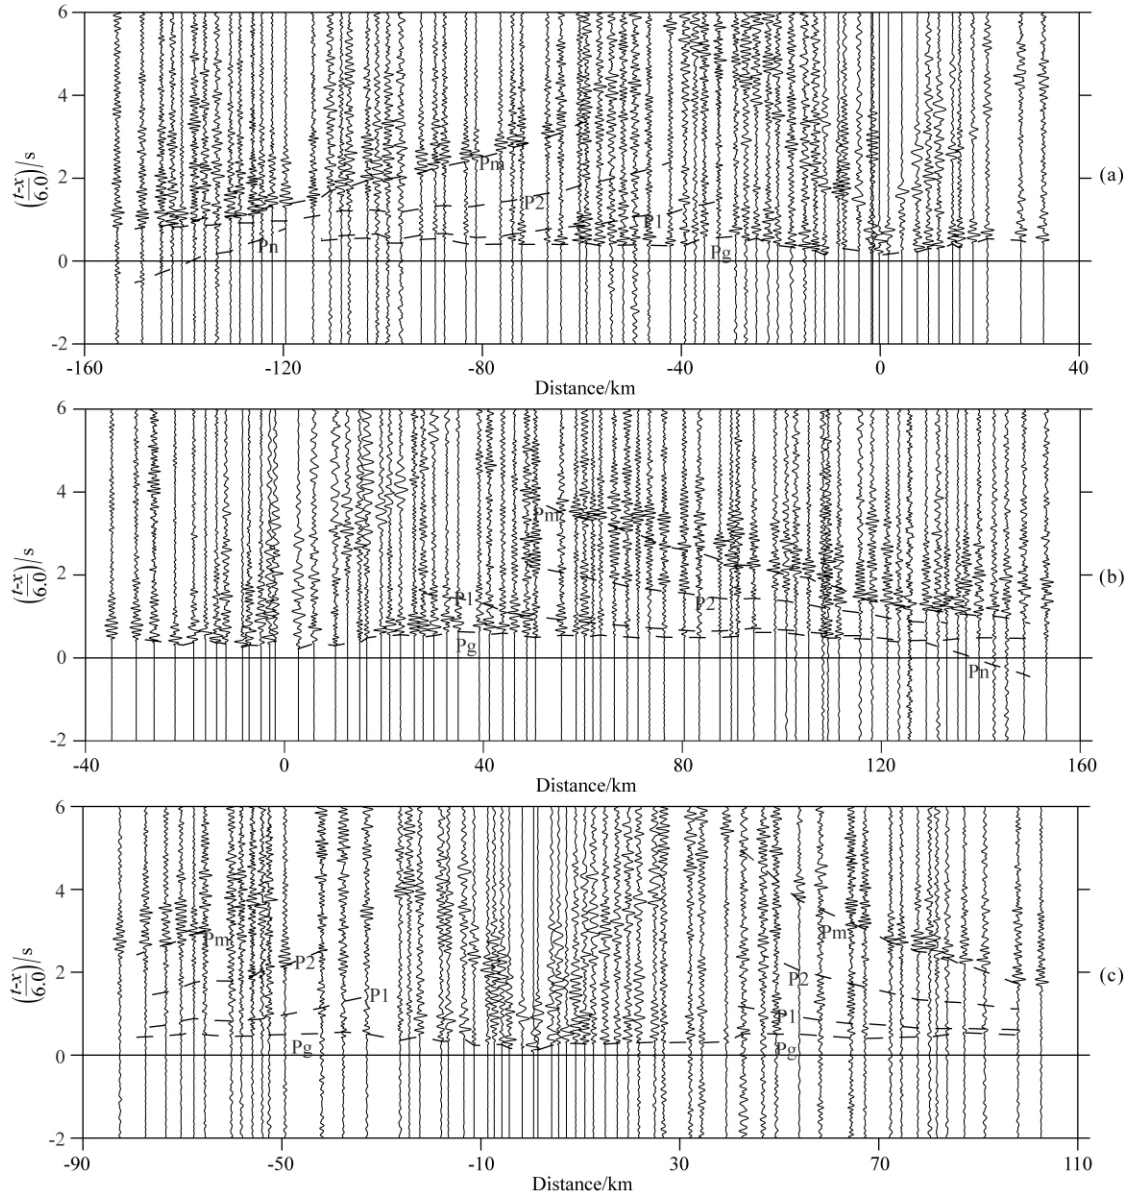 6
4
2
0
-2
(t-x/6.0)/s
Pm
P2
P1
Pn
Pg
(a)
-160 -120 -80 -40 0 40
Distance/km
6
4
2
0
-2
(t-x/6.0)/s
Pm
P1
P2
Pg
Pn
(b)
-40 0 40 80 120 160
Distance/km
6
4
2
0
-2
(t-x/6.0)/s
Pm Pm
P2 P2
P1 P1
Pg Pg
(c)
-90 -50 -10 30 70 110
Distance/km